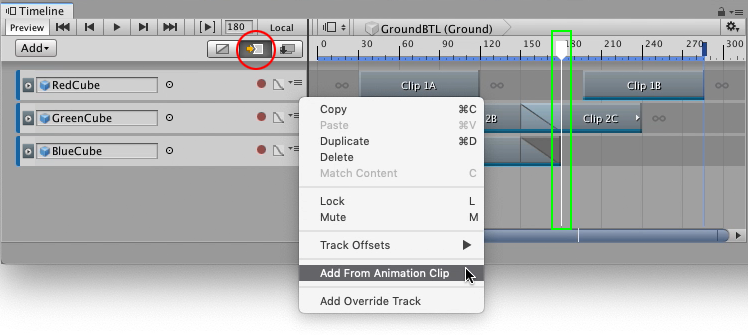 Timeline
Preview
180
Local
GroundBTL (Ground)
Add
0
30
60
90
120
150
180
210
240
270
300
RedCube
Clip 1A
Clip 1B
GreenCube
2B
Clip 2C
BlueCube
Copy ⌘C
Paste ⌘V
Duplicate ⌘D
Delete
Match Content C
Lock L
Mute M
Track Offsets
Add From Animation Clip
Add Override Track